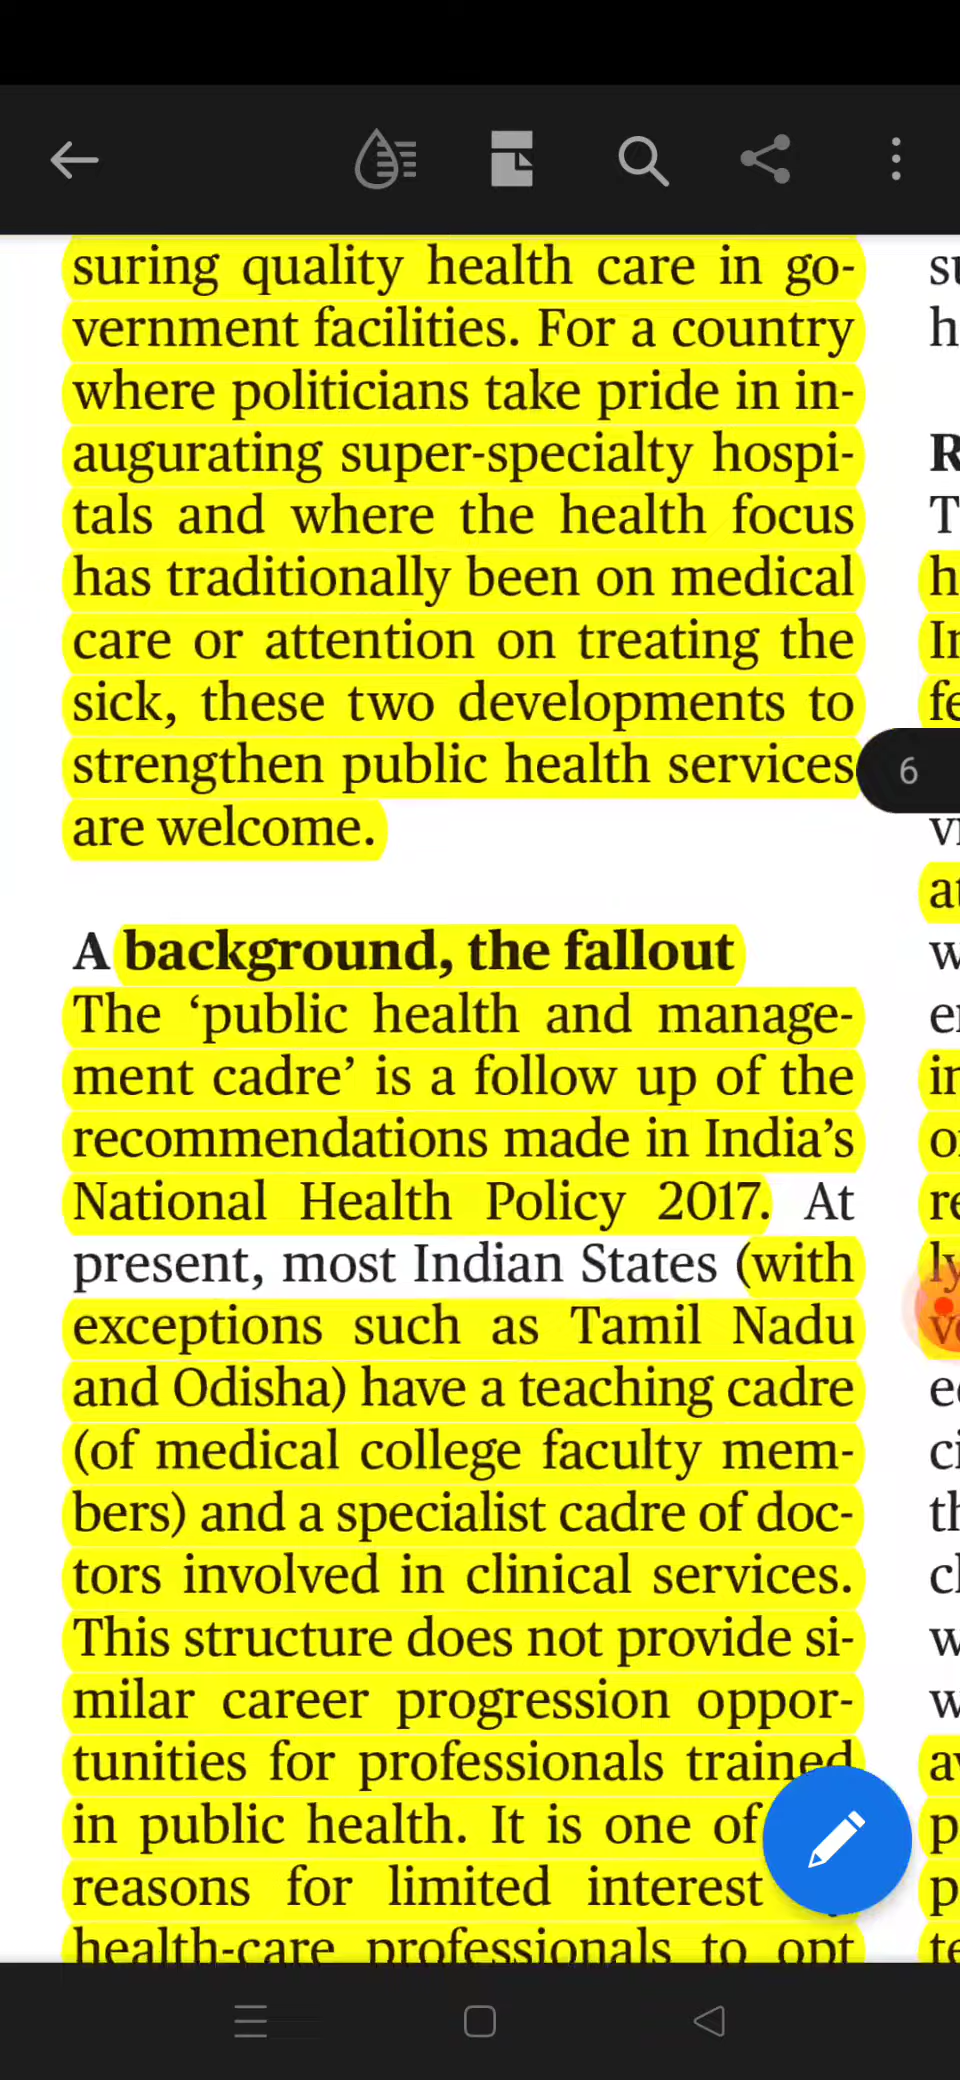 suring quality health care in go-
vernment facilities. For a country
where politicians take pride in in-
augurating super-specialty hospi-
tals and where the health focus
has traditionally been on medical
care or attention on treating the
sick, these two developments to
strengthen public health services
are welcome.
A background, the fallout
The ‘public health and manage-
ment cadre’ is a follow up of the
recommendations made in India’s
National Health Policy 2017. At
present, most Indian States (with
exceptions such as Tamil Nadu
and Odisha) have a teaching cadre
(of medical college faculty mem-
bers) and a specialist cadre of doc-
tors involved in clinical services.
This structure does not provide si-
milar career progression oppor-
tunities for professionals trained
in public health. It is one of
reasons for limited interest
health-care professionals to opt
6